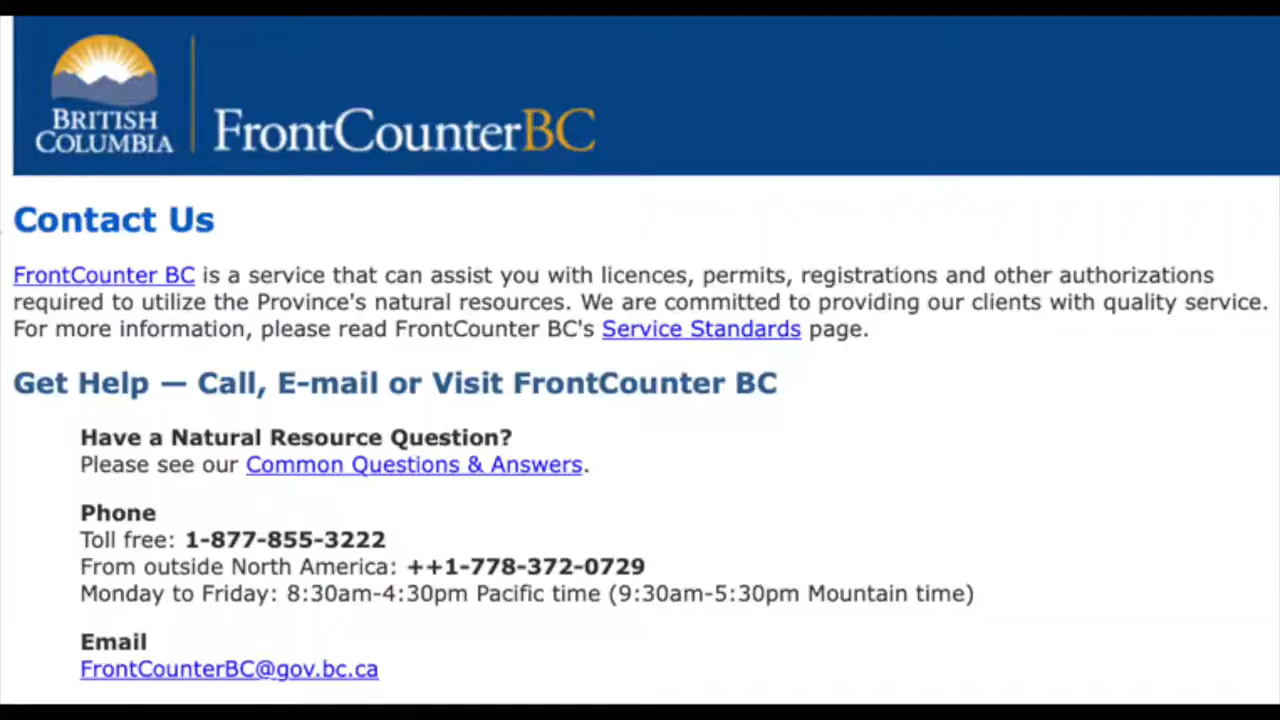 BRITISH
COLUMBIA
FrontCounterBC
Contact Us
FrontCounter BC is a service that can assist you with licences, permits, registrations and other authorizations
required to utilize the Province's natural resources. We are committed to providing our clients with quality service.
For more information, please read FrontCounter BC's Service Standards page.
Get Help — Call, E-mail or Visit FrontCounter BC
Have a Natural Resource Question?
Please see our Common Questions & Answers.
Phone
Toll free: 1-877-855-3222
From outside North America: ++1-778-372-0729
Monday to Friday: 8:30am-4:30pm Pacific time (9:30am-5:30pm Mountain time)
Email
FrontCounterBC@gov.bc.ca